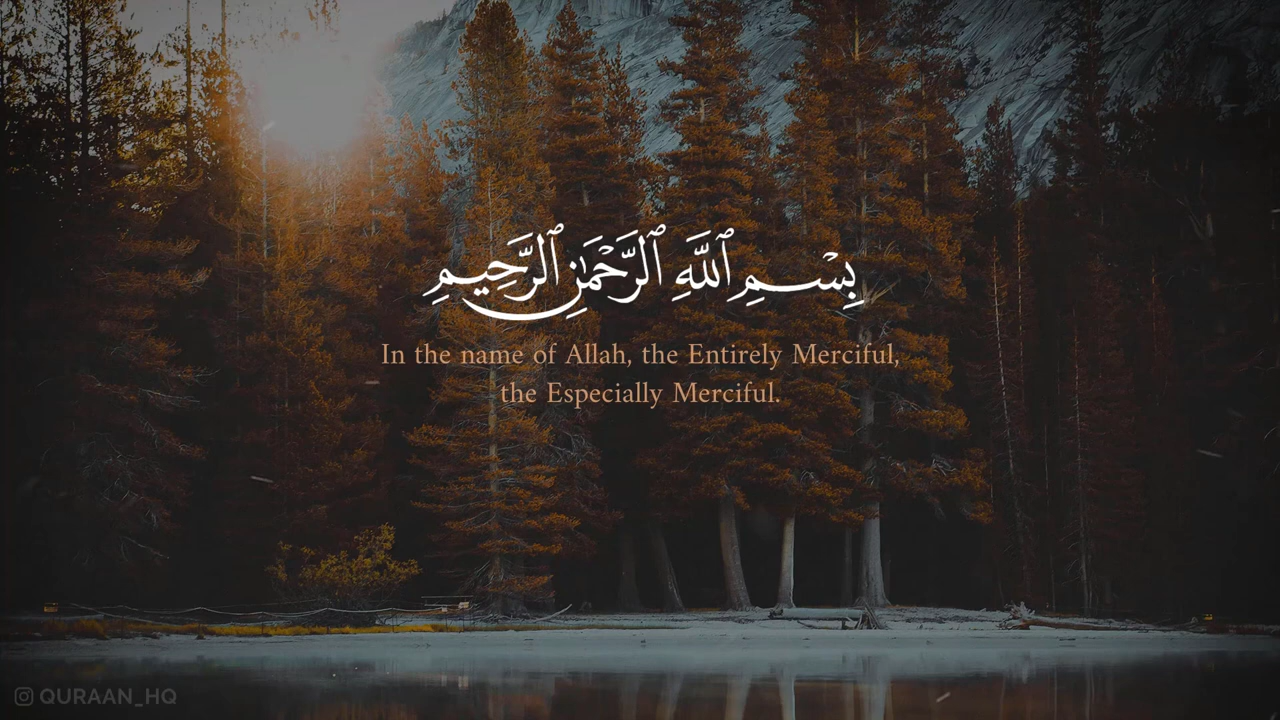 بِسْمِ ٱللَّهِ ٱلرَّحْمَٰنِ ٱلرَّحِيمِ
In the name of Allah, the Entirely Merciful,
the Especially Merciful.
QURAAN_HQ